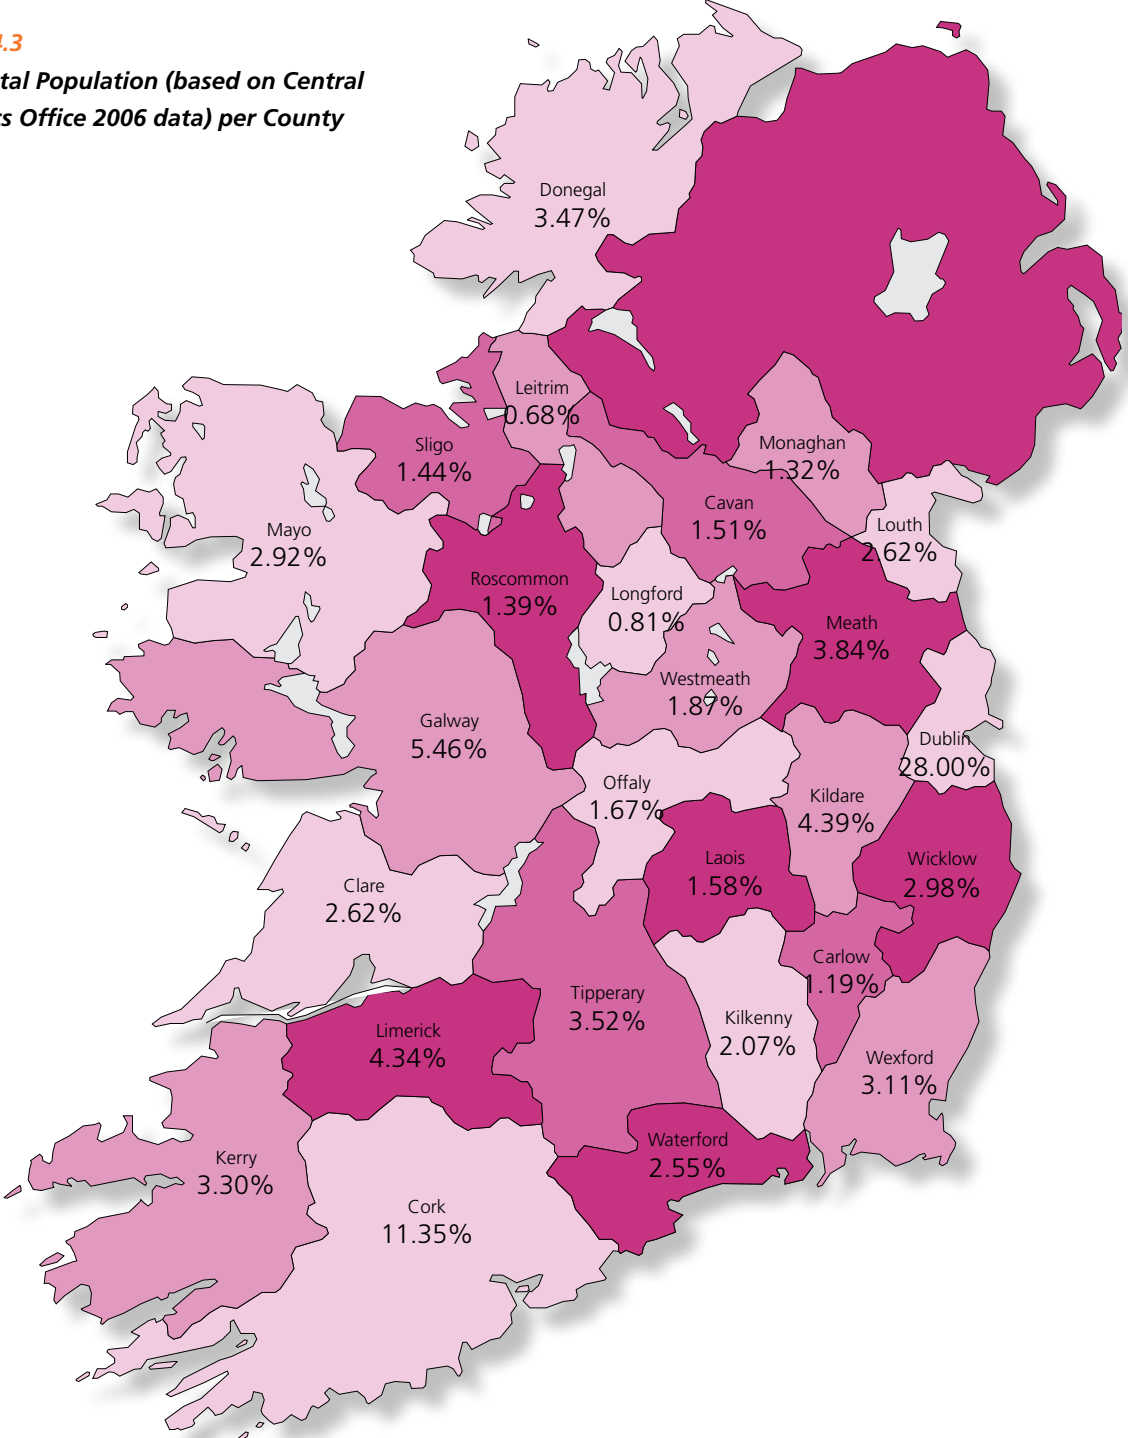 4.3
tal Population (based on Central
s Office 2006 data) per County
Donegal
3.47%
Leitrim
0.68%
Monaghan
1.32%
Sligo
1.44%
Cavan
1.51%
Louth
2.62%
Mayo
2.92%
Roscommon
1.39%
Longford
0.81%
Meath
3.84%
Westmeath
1.87%
Galway
5.46%
Dublin
28.00%
Offaly
1.67%
Kildare
4.39%
Laois
1.58%
Wicklow
2.98%
Clare
2.62%
Carlow
1.19%
Tipperary
3.52%
Kilkenny
2.07%
Limerick
4.34%
Wexford
3.11%
Waterford
2.55%
Kerry
3.30%
Cork
11.35%